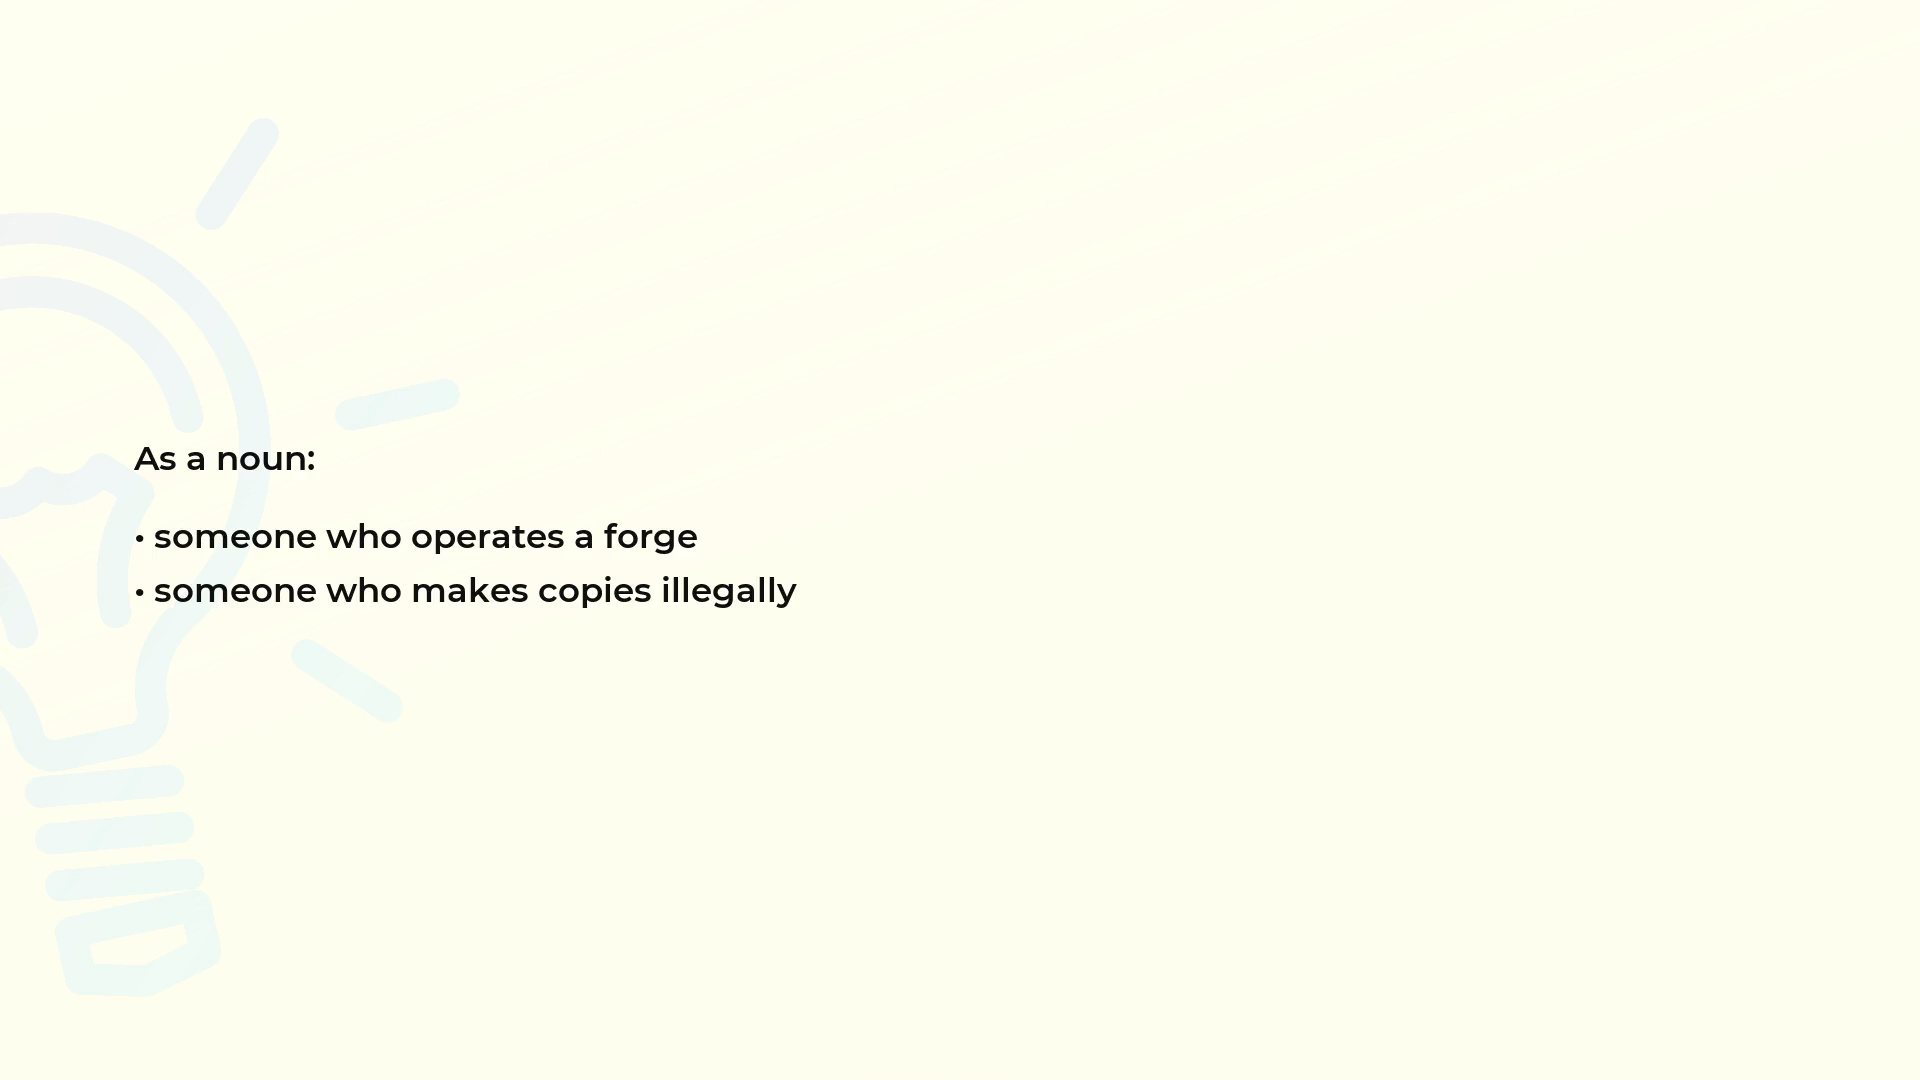 As a noun:
• someone who operates a forge
• someone who makes copies illegally